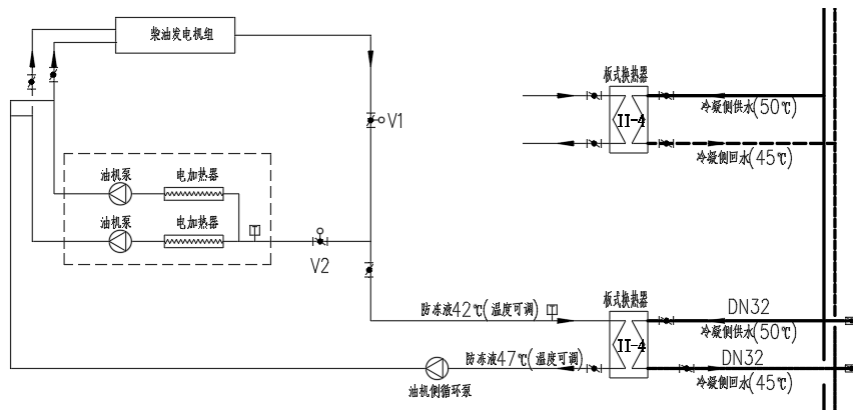 柴油发电机组
V1
板式换热器
II-4
冷凝侧供水(50℃)
冷凝侧回水(45℃)
油机泵
电加热器
油机泵
电加热器
T
V2
板式换热器
II-4
防冻液42℃(温度可调)
T
DN32
冷凝侧供水(50℃)
防冻液47℃(温度可调)
DN32
冷凝侧回水(45℃)
油机侧循环泵